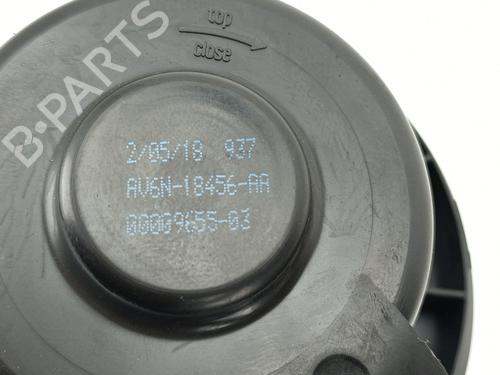 top
close
B-PARTS
2/05/18 937
AV6N-18456-AA
00009655-03